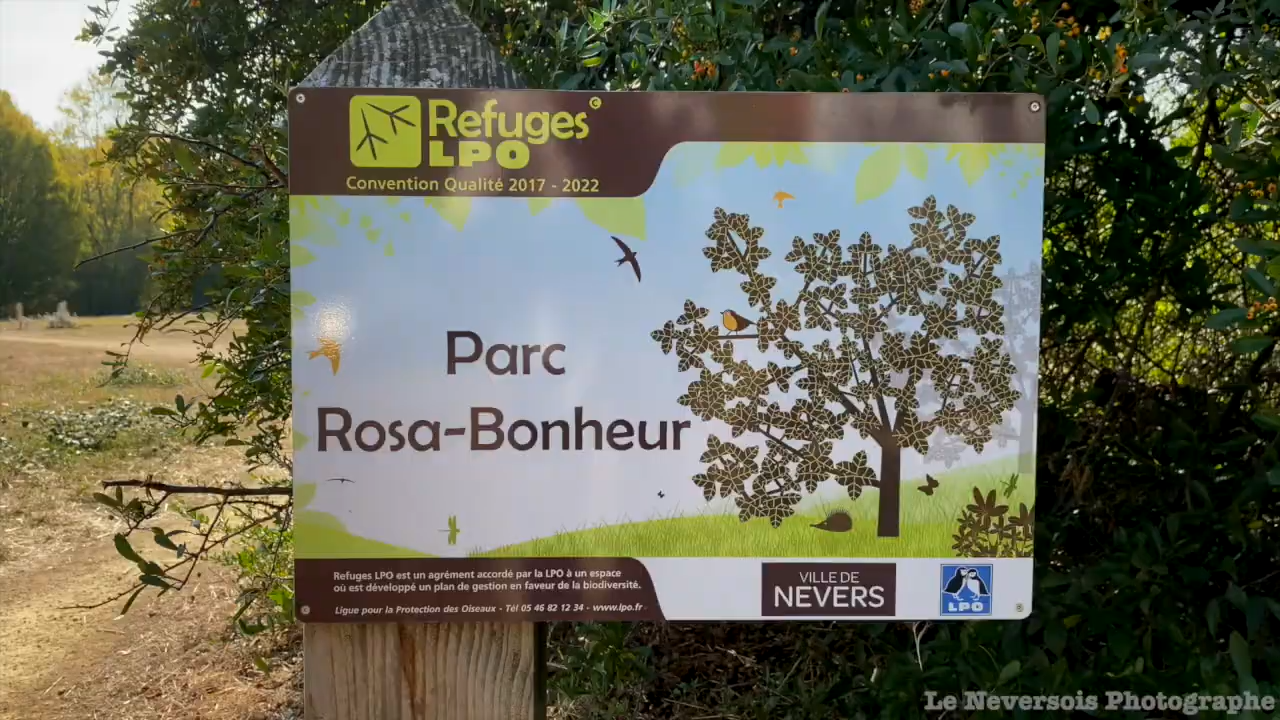 Refuges ©
LPO
Convention Qualité 2017 - 2022
Parc
Rosa-Bonheur
Refuges LPO est un agrément accordé par la LPO à un espace
où est développé un plan de gestion en faveur de la biodiversité.
Ligue pour la Protection des Oiseaux - Tél 05 46 82 12 34 - www.lpo.fr
VILLE DE
NEVERS
LPO
Le Neversois Photographe